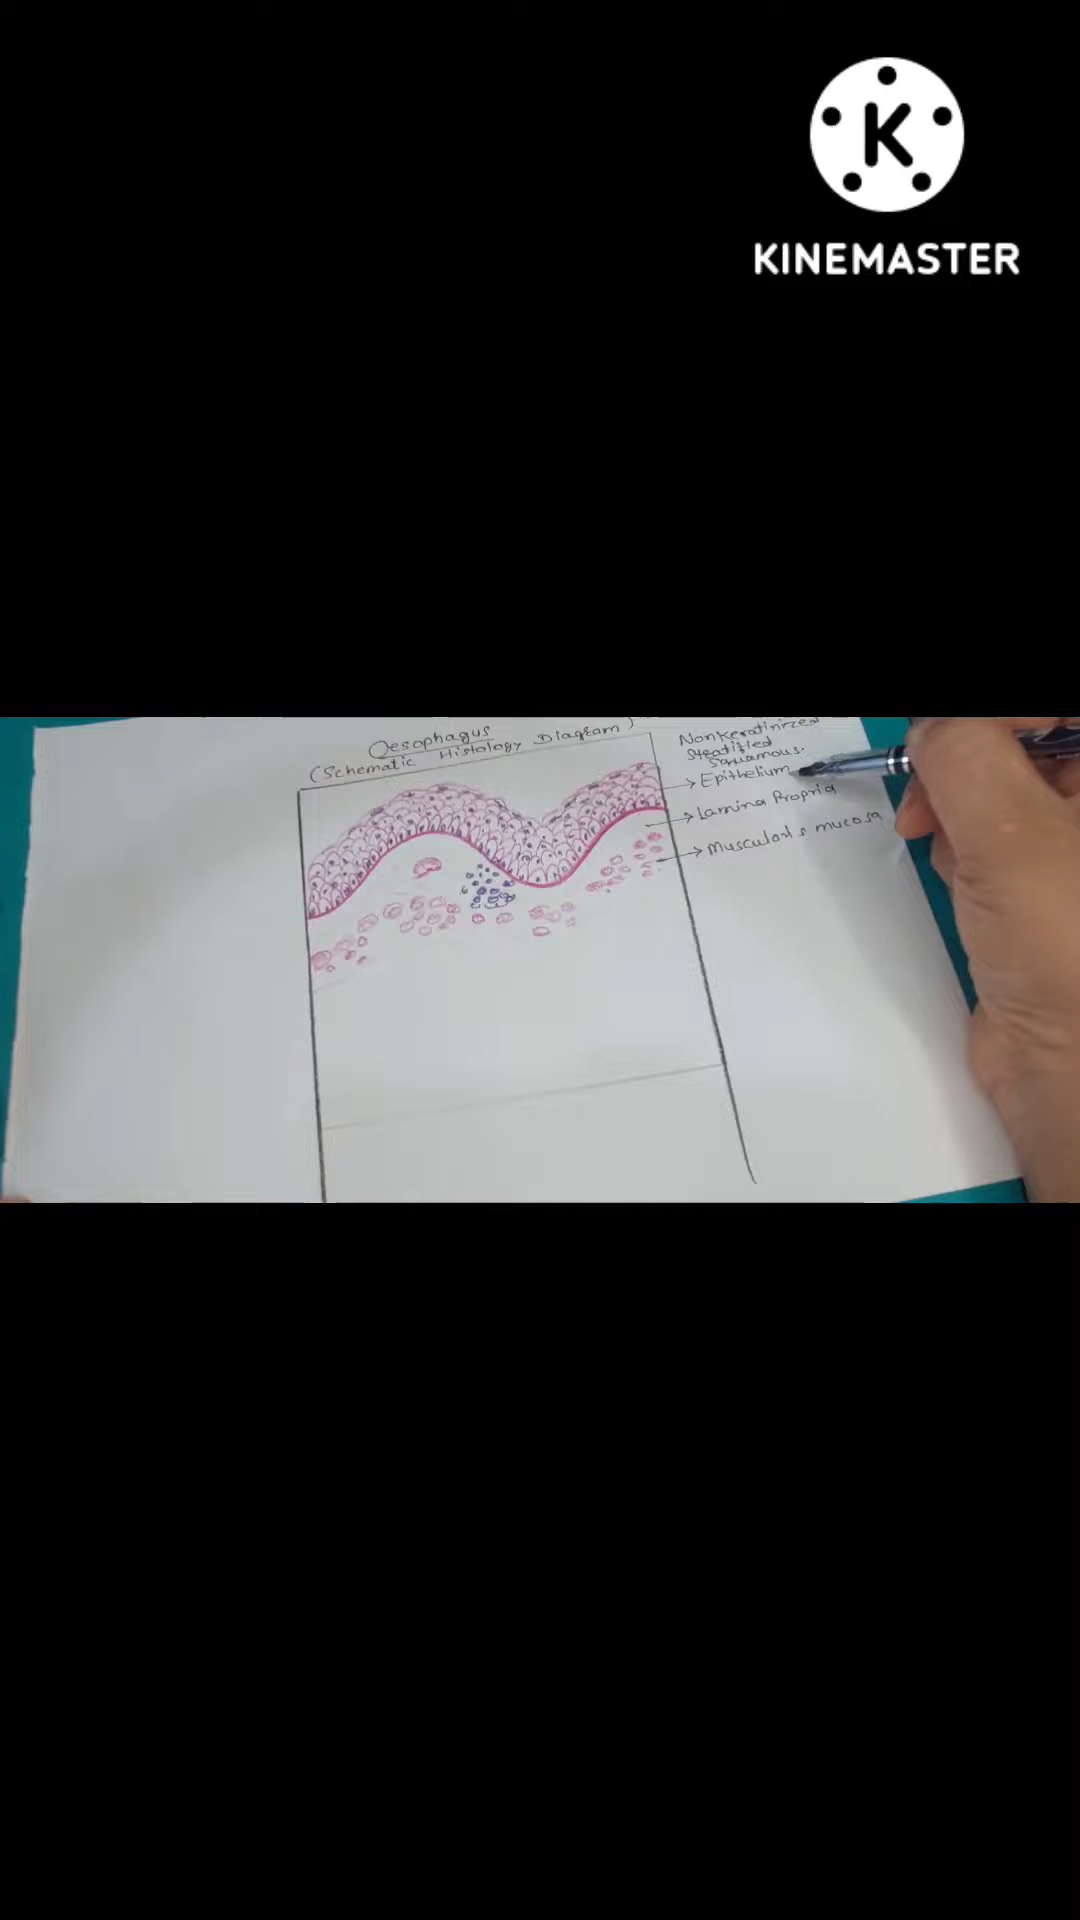 K
KINEMASTER
Oesophagus
(Schematic Histology Diagram)
NonKeratinized
Stratified
Squamous.
Epithelium
Lamina Propria
Muscularis mucosa